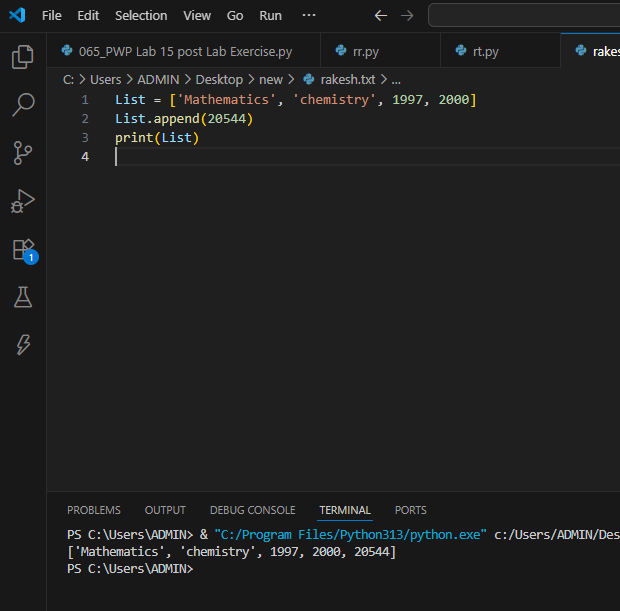 File Edit Selection View Go Run ···
065_PWP Lab 15 post Lab Exercise.py rr.py rt.py
C: > Users > ADMIN > Desktop > new > rakesh.txt > ...
1 List = ['Mathematics', 'chemistry', 1997, 2000]
2 List.append(20544)
3 print(List)
4
1
PROBLEMS OUTPUT DEBUG CONSOLE TERMINAL PORTS
PS C:\Users\ADMIN> & "C:/Program Files/Python313/python.exe" c:/Users/ADMIN/Des
['Mathematics', 'chemistry', 1997, 2000, 20544]
PS C:\Users\ADMIN>